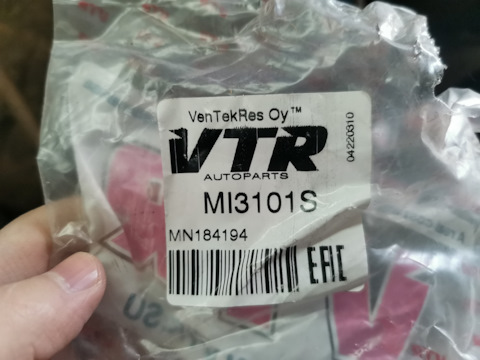 VenTekRes Oy™
VTR
AUTOPARTS
MI3101S
MN184194
EAC
04220310